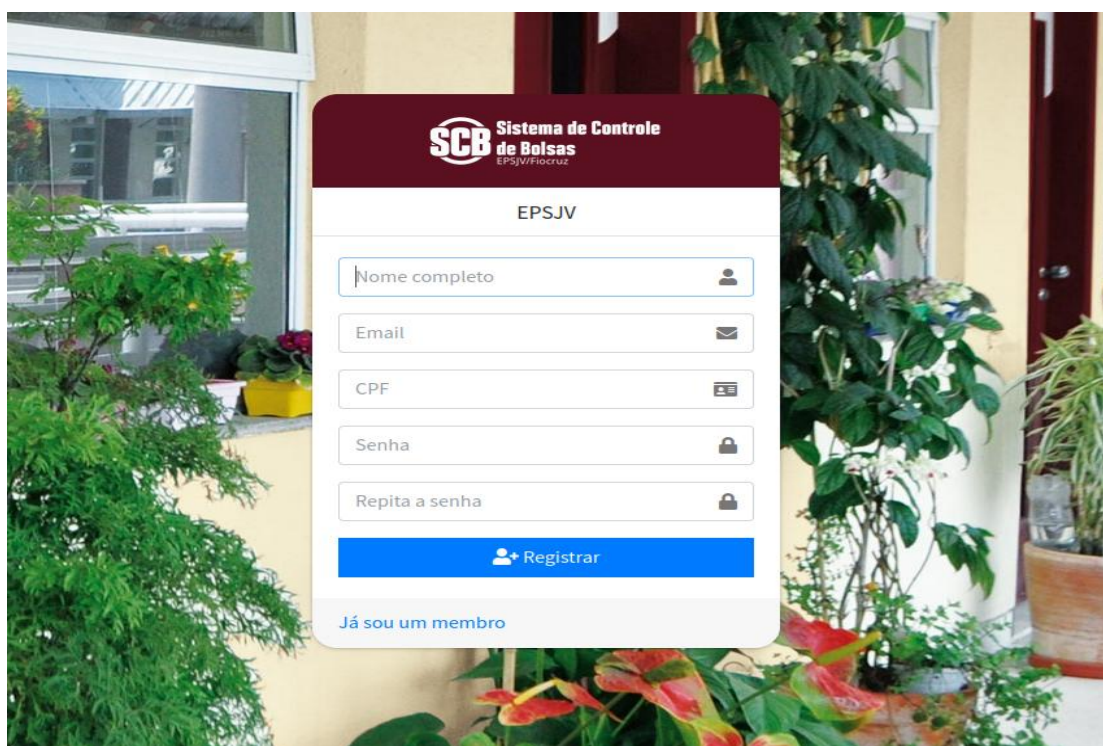 SCB Sistema de Controle
de Bolsas
EPSJV/Fiocruz
EPSJV
Nome completo
Email
CPF
Senha
Repita a senha
Registrar
Já sou um membro